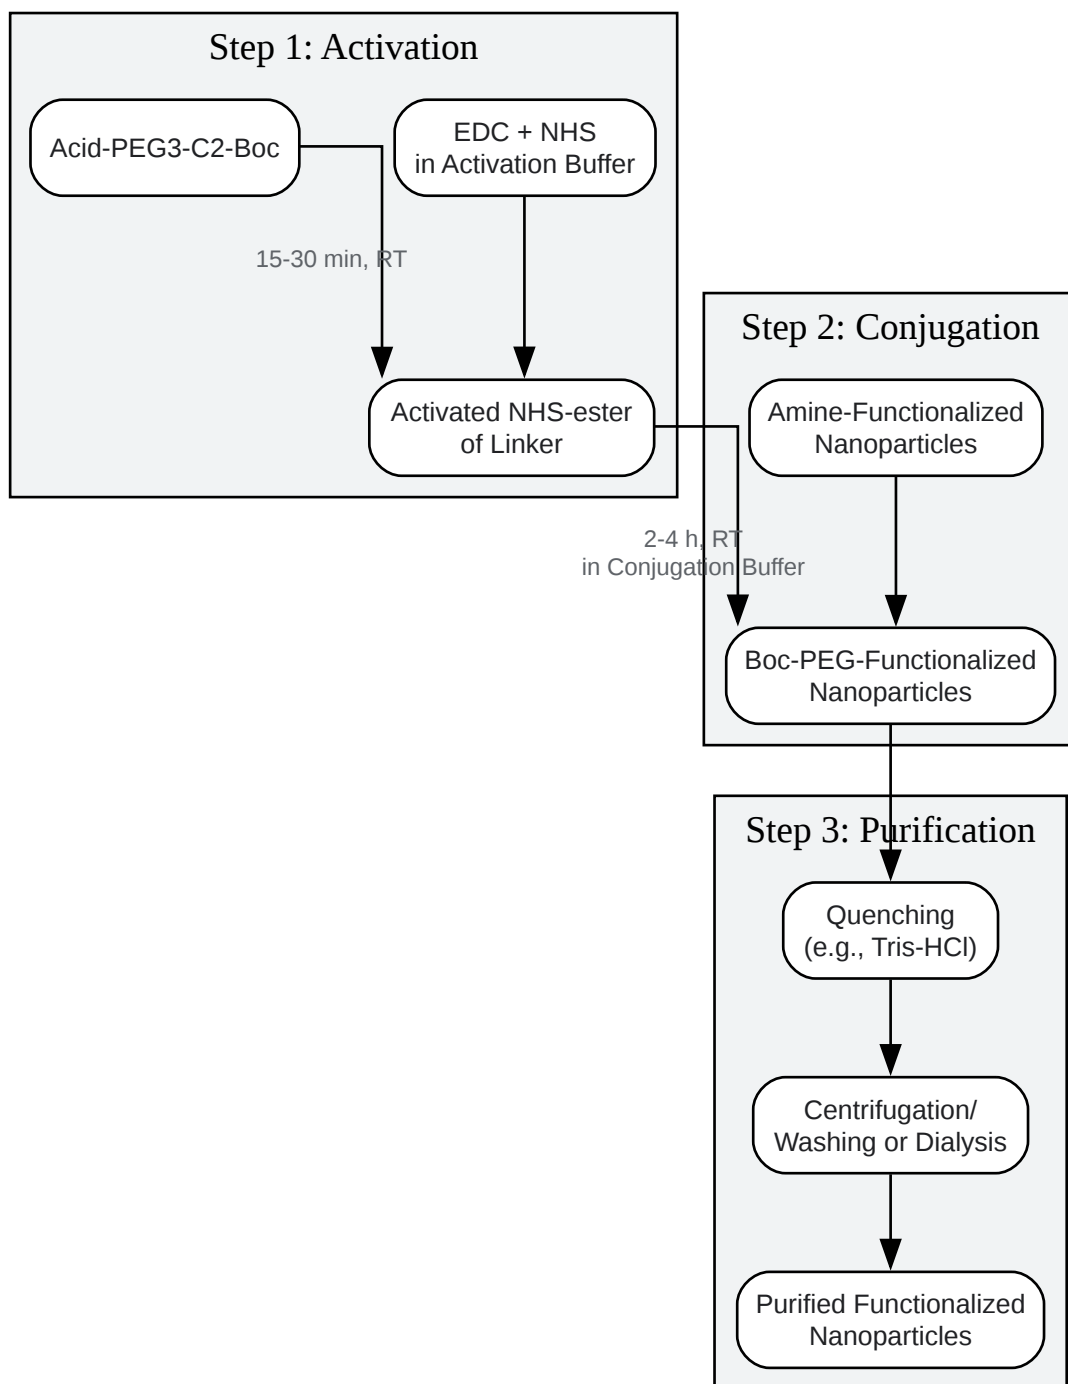 Step 1: Activation
Acid-PEG3-C2-Boc
EDC + NHS
in Activation Buffer
15-30 min, RT
Activated NHS-ester
of Linker
Step 2: Conjugation
Amine-Functionalized
Nanoparticles
2-4 h, RT
in Conjugation Buffer
Boc-PEG-Functionalized
Nanoparticles
Step 3: Purification
Quenching
(e.g., Tris-HCl)
Centrifugation/
Washing or Dialysis
Purified Functionalized
Nanoparticles